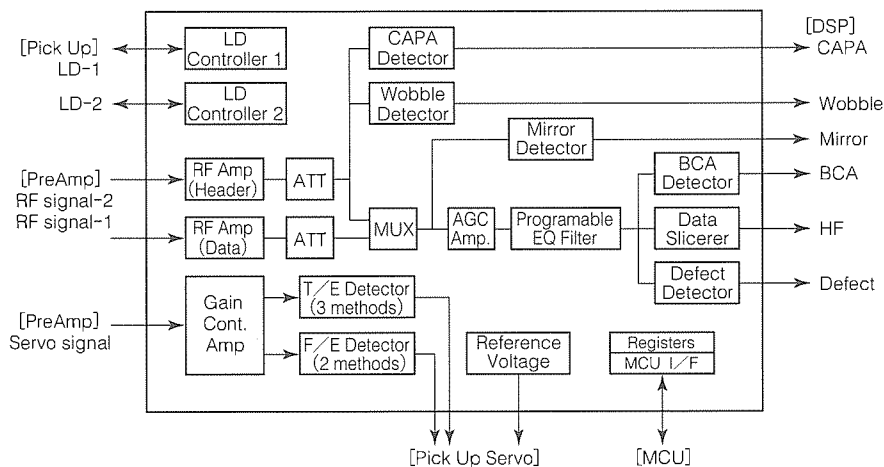 [Pick Up]
LD-1
LD
Controller 1
CAPA
Detector
[DSP]
CAPA
LD-2
LD
Controller 2
Wobble
Detector
Wobble
Mirror
Detector
Mirror
[PreAmp]
RF signal-2
RF signal-1
RF Amp
(Header)
ATT
BCA
Detector
BCA
RF Amp
(Data)
ATT
MUX
AGC
Amp.
Programable
EQ Filter
Data
Slicerer
HF
Defect
Detector
Defect
[PreAmp]
Servo signal
Gain
Cont.
Amp
T/E Detector
(3 methods)
F/E Detector
(2 methods)
Reference
Voltage
Registers
MCU I/F
[Pick Up Servo]
[MCU]